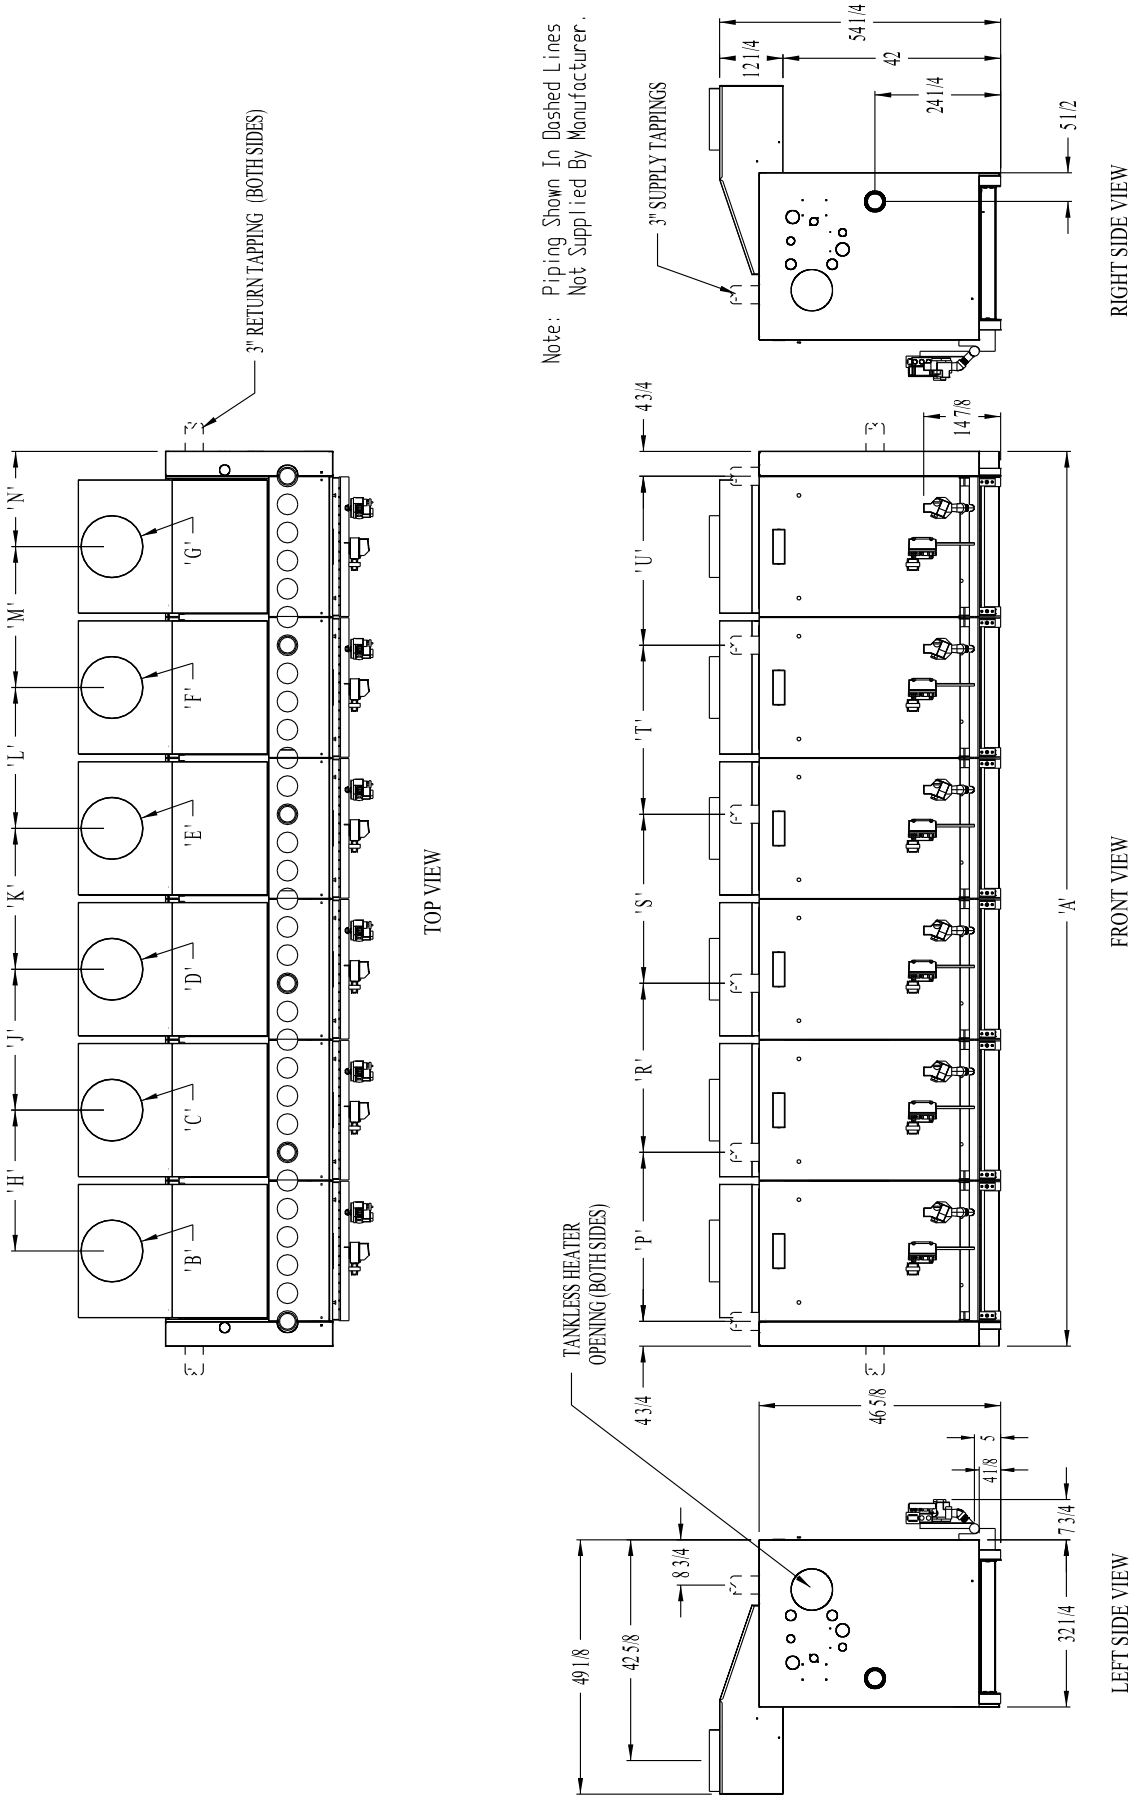 'H'
'J'
'K'
'L'
'M'
'N'
'B'
'C'
'D'
'E'
'F'
'G'
3" RETURN TAPPING (BOTH SIDES)
TOP VIEW
Note: Piping Shown In Dashed Lines
Not Supplied By Manufacturer.
49 1/8
42 5/8
8 3/4
46 5/8
4 1/8
5
32 1/4
7 3/4
LEFT SIDE VIEW
TANKLESS HEATER
OPENING (BOTH SIDES)
4 3/4
'P'
'R'
'S'
'T'
'U'
4 3/4
14 7/8
'A'
FRONT VIEW
3" SUPPLY TAPPINGS
12 1/4
54 1/4
42
24 1/4
5 1/2
RIGHT SIDE VIEW